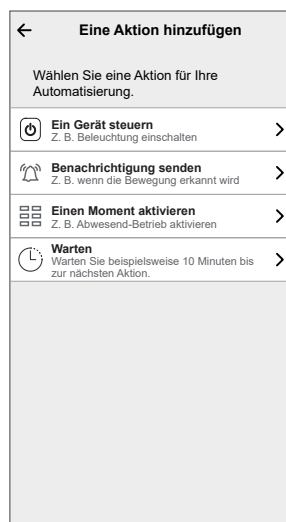 Eine Aktion hinzufügen
Wählen Sie eine Aktion für Ihre
Automatisierung.
Ein Gerät steuern
Z. B. Beleuchtung einschalten
Benachrichtigung senden
Z. B. wenn die Bewegung erkannt wird
Einen Moment aktivieren
Z. B. Abwesend-Betrieb aktivieren
Warten
Warten Sie beispielsweise 10 Minuten bis
zur nächsten Aktion.